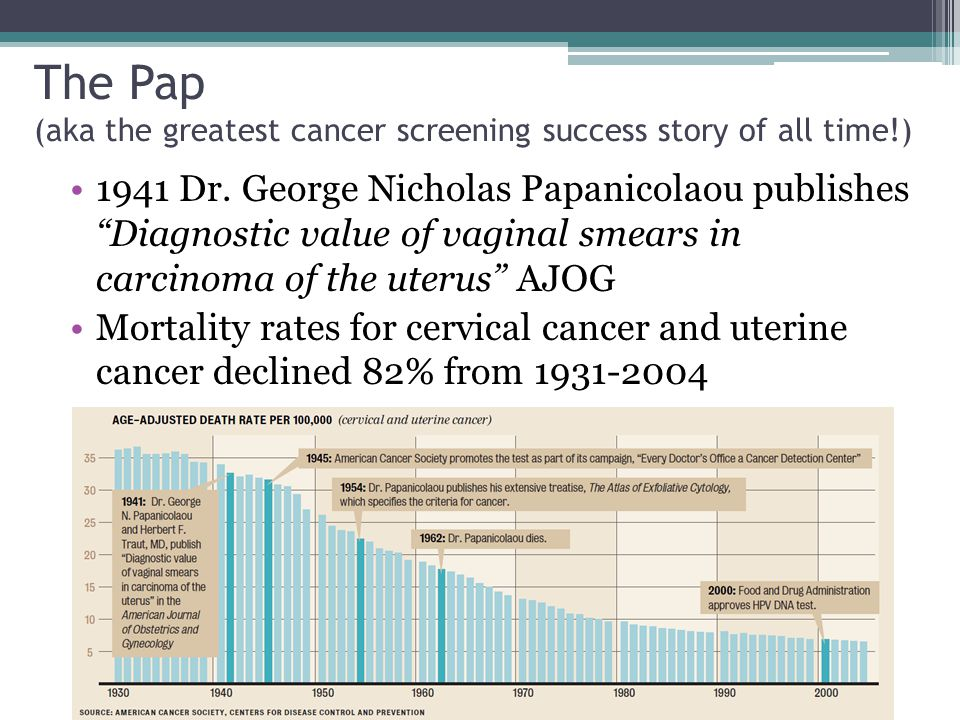 The Pap
(aka the greatest cancer screening success story of all time!)
• 1941 Dr. George Nicholas Papanicolaou publishes
“Diagnostic value of vaginal smears in
carcinoma of the uterus” AJOG
• Mortality rates for cervical cancer and uterine
cancer declined 82% from 1931-2004
AGE–ADJUSTED DEATH RATE PER 100,000 (cervical and uterine cancer)
35
30
25
20
15
10
5
1941: Dr. George
N. Papanicolaou
and Herbert F.
Traut, MD, publish
“Diagnostic value
of vaginal smears
in carcinoma of the
uterus” in the
American Journal
of Obstetrics and
Gynecology
1945: American Cancer Society promotes the test as part of its campaign, “Every Doctor’s Office a Cancer Detection Center”
1954: Dr. Papanicolaou publishes his extensive treatise, The Atlas of Exfoliative Cytology,
which specifies the criteria for cancer.
1962: Dr. Papanicolaou dies.
2000: Food and Drug Administration
approves HPV DNA test.
1930 1940 1950 1960 1970 1980 1990 2000
SOURCE: AMERICAN CANCER SOCIETY, CENTERS FOR DISEASE CONTROL AND PREVENTION